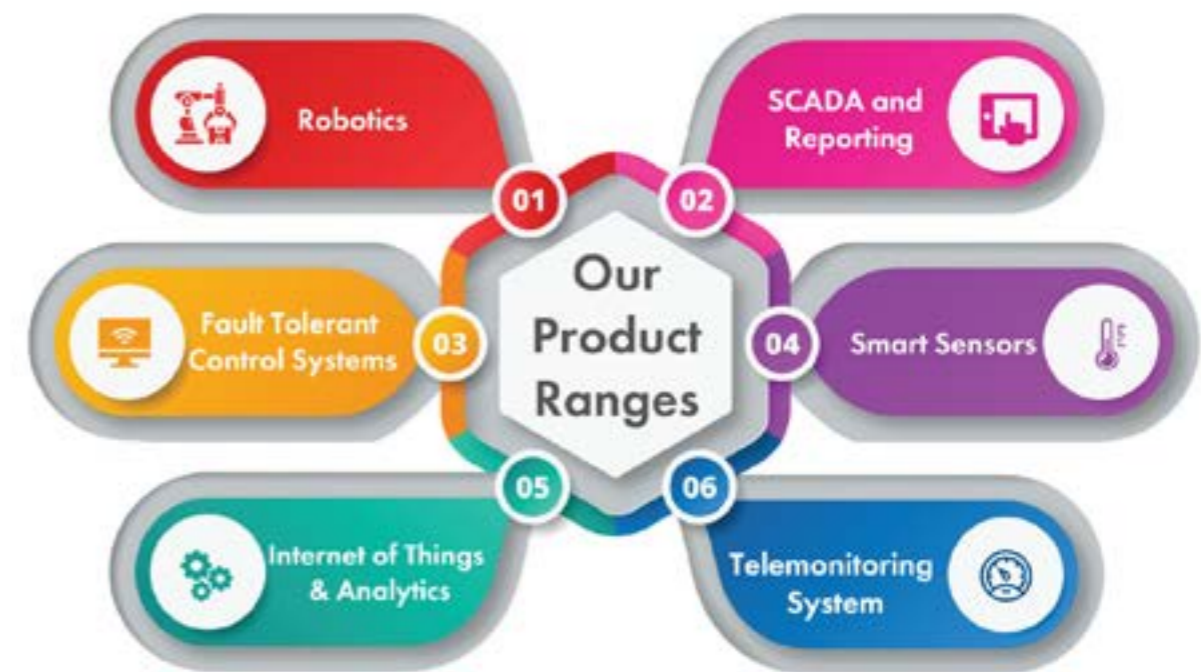 Our
Product
Ranges
01
Robotics
02
SCADA and
Reporting
03
Fault Tolerant
Control Systems
04
Smart Sensors
05
Internet of Things
& Analytics
06
Telemonitoring
System